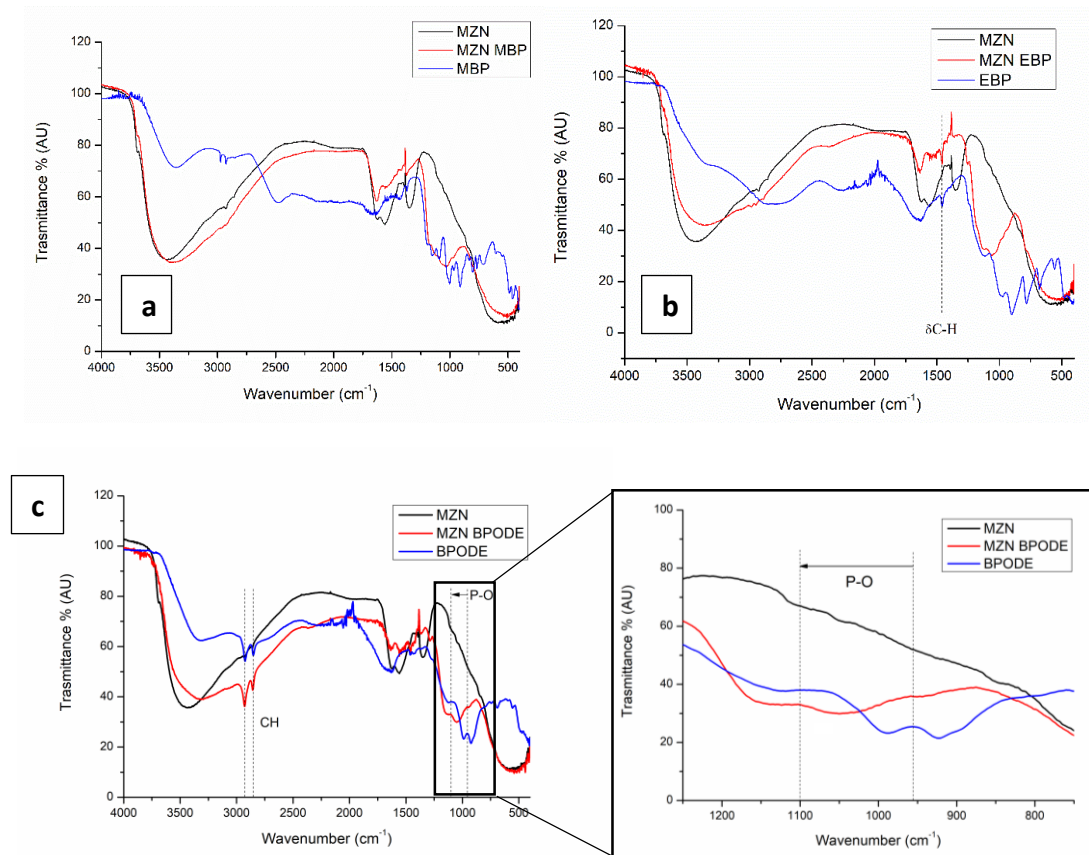 MZN
MZN MBP
MBP
120
100
80
60
40
20
0
Trasmittance % (AU)
a
4000 3500 3000 2500 2000 1500 1000 500
Wavenumber (cm-1)
b
MZN
MZN EBP
EBP
120
100
80
60
40
20
0
Trasmittance % (AU)
δC-H
4000 3500 3000 2500 2000 1500 1000 500
Wavenumber (cm-1)
c
MZN
MZN BPODE
BPODE
120
100
80
60
40
20
0
Trasmittance % (AU)
P-O
CH
4000 3500 3000 2500 2000 1500 1000 500
Wavenumber (cm-1)
MZN
MZN BPODE
BPODE
100
80
60
40
20
0
Trasmittance % (AU)
P-O
1200 1100 1000 900 800
Wavenumber (cm-1)